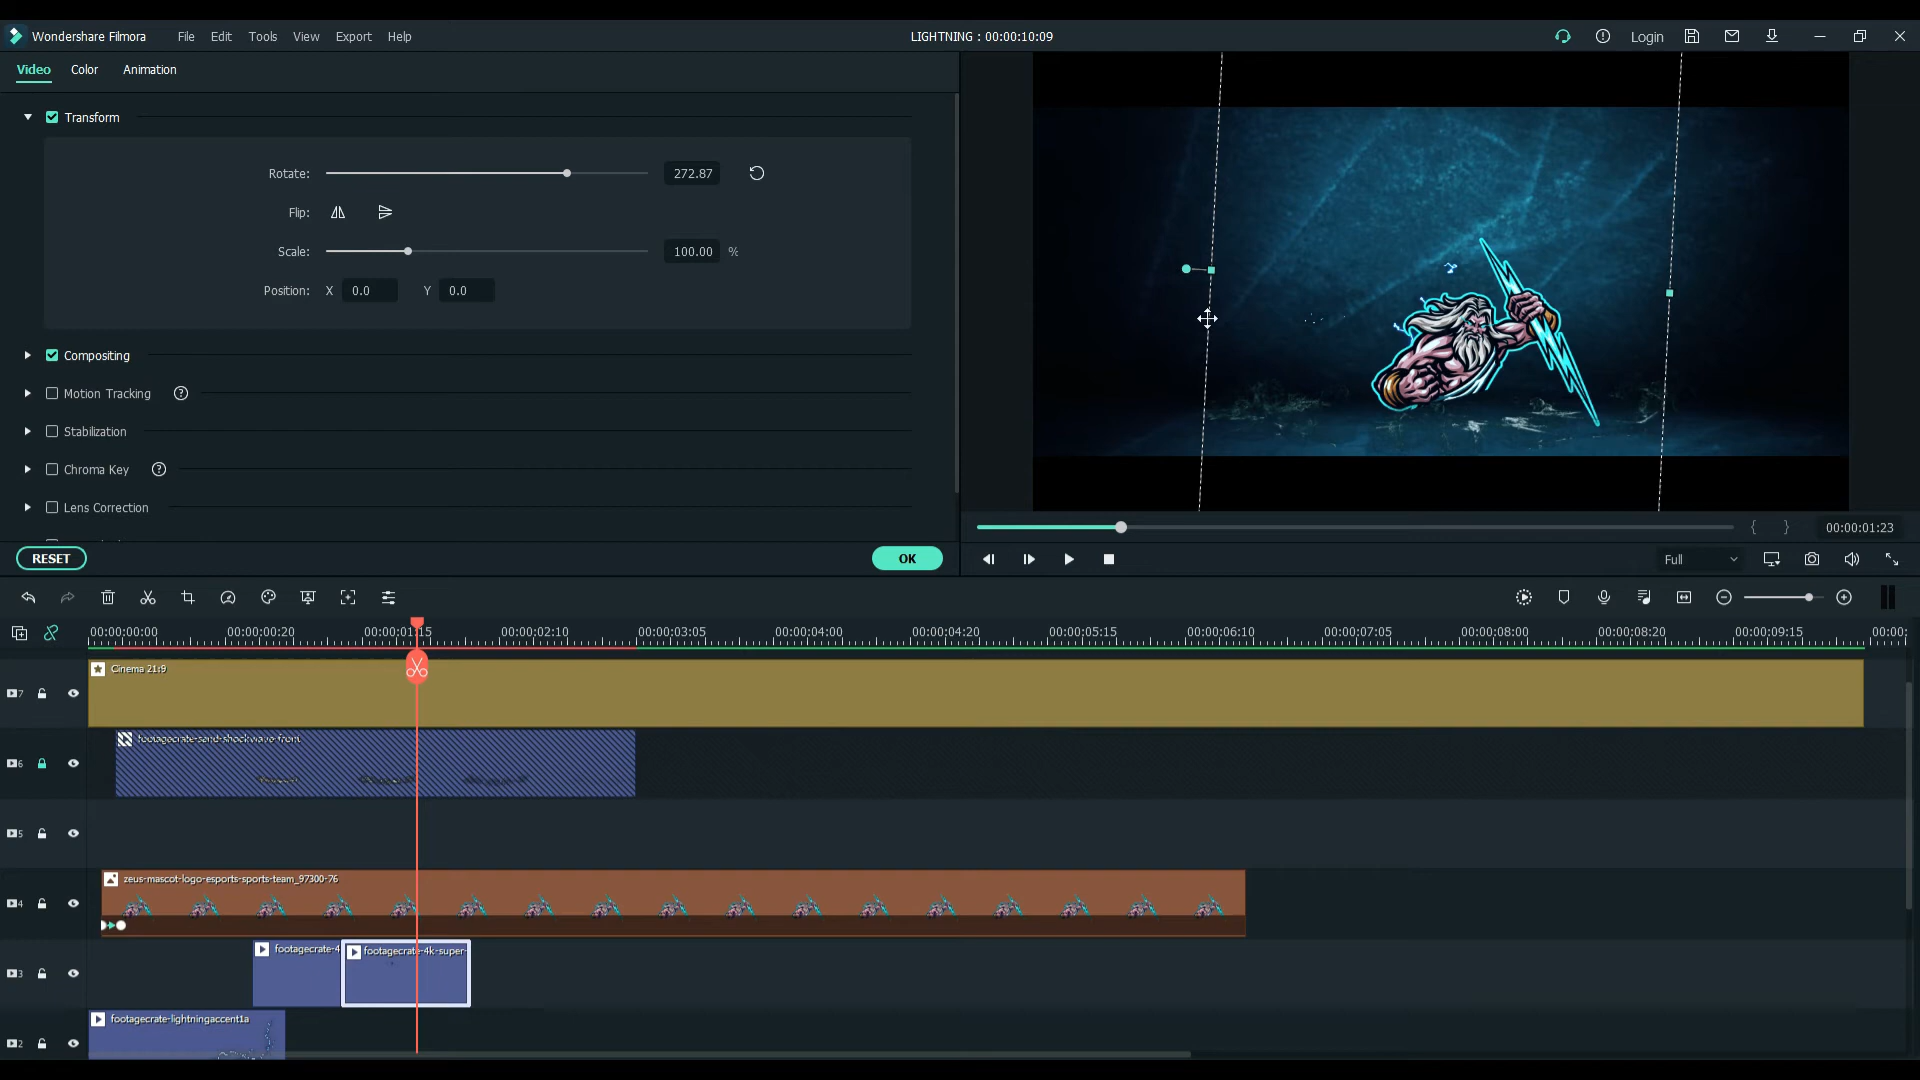 Wondershare Filmora File Edit Tools View Export Help LIGHTNING : 00:00:10:09 Login
Video Color Animation
Transform
Rotate: 272.87
Flip:
Scale: 100.00 %
Position: X 0.0 Y 0.0
Compositing
Motion Tracking
Stabilization
Chroma Key
Lens Correction
RESET OK
00:00:01:23
Full
00:00:00:00 00:00:00:20 00:00:01:15 00:00:02:10 00:00:03:05 00:00:04:00 00:00:04:20 00:00:05:15 00:00:06:10 00:00:07:05 00:00:08:00 00:00:08:20 00:00:09:15 00:00:
7 Cinema 21:9
6 footagecrate-sand-shockwave-front
5
4 zeus-mascot-logo-esports-sports-team_97300-76
3 footagecrate-4 footagecrate-4k-super-
2 footagecrate-lightningaccent1a